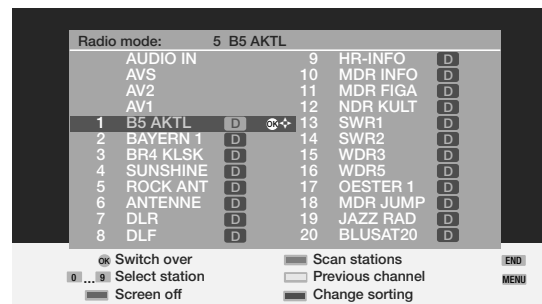 Radio mode: 5 B5 AKTL
AUDIO IN
AVS
AV2
AV1
1 B5 AKTL D OK
2 BAYERN 1 D
3 BR4 KLSK D
4 SUNSHINE D
5 ROCK ANT D
6 ANTENNE D
7 DLR D
8 DLF D
9 HR-INFO D
10 MDR INFO D
11 MDR FIGA D
12 NDR KULT D
13 SWR1 D
14 SWR2 D
15 WDR3 D
16 WDR5 D
17 OESTER 1 D
18 MDR JUMP D
19 JAZZ RAD D
20 BLUSAT20 D
OK Switch over
0 ... 9 Select station
Screen off
Scan stations
Previous channel
Change sorting
END
MENU